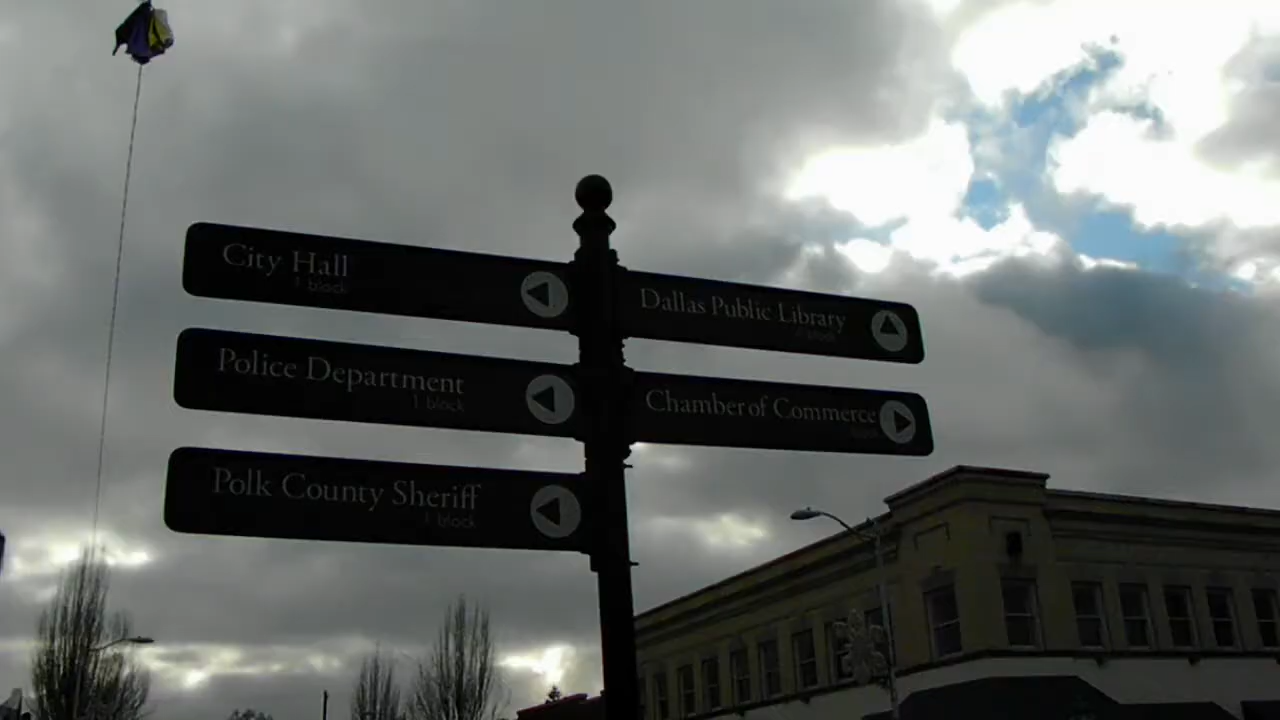 City Hall
1 block
Police Department
1 block
Polk County Sheriff
1 block
Dallas Public Library
block
Chamber of Commerce